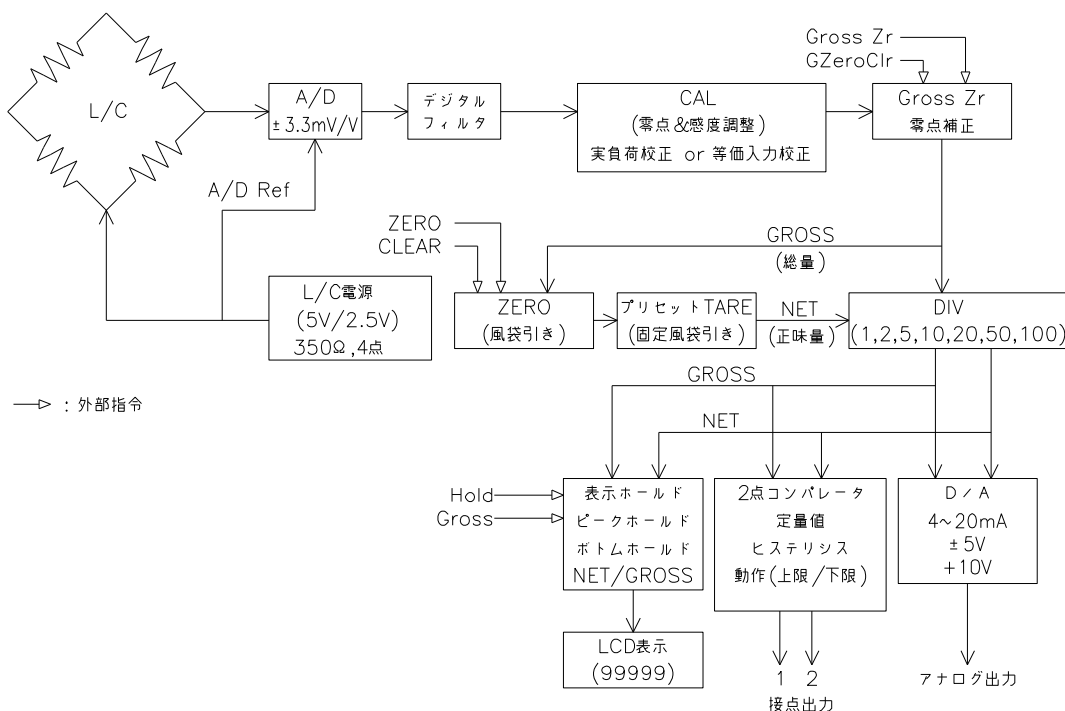 Gross Zr
GZeroClr
L/C
A/D
±3.3mV/V
デジタル
フィルタ
CAL
(零点&感度調整)
実負荷校正 or 等価入力校正
Gross Zr
零点補正
A/D Ref
ZERO
CLEAR
GROSS
(総量)
L/C電源
(5V/2.5V)
350Ω,4点
ZERO
(風袋引き)
プリセットTARE
(固定風袋引き)
NET
(正味量)
DIV
(1,2,5,10,20,50,100)
GROSS
: 外部指令
NET
Hold
Gross
表示ホールド
ピークホールド
ボトムホールド
NET/GROSS
2点コンパレータ
定量値
ヒステリシス
動作(上限/下限)
D/A
4~20mA
±5V
+10V
LCD表示
(99999)
1 2
接点出力
アナログ出力